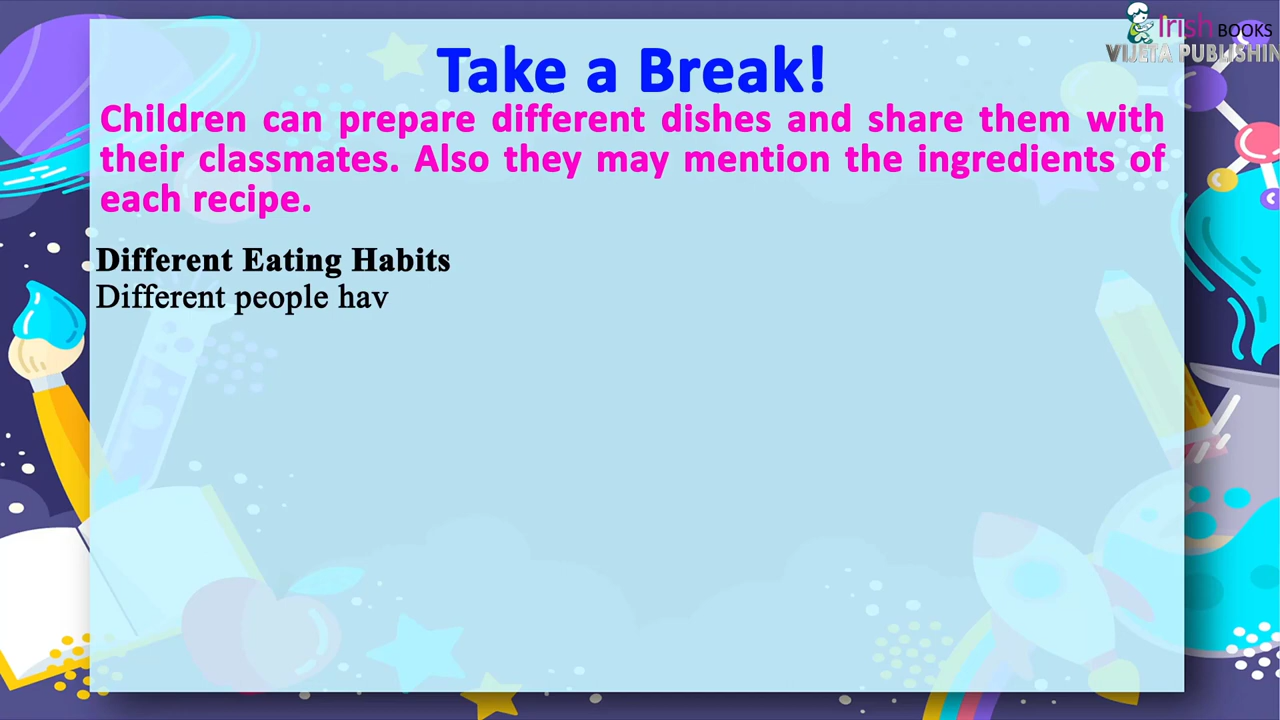 Irish BOOKS
VIJETA PUBLISHIN
Take a Break!
Children can prepare different dishes and share them with
their classmates. Also they may mention the ingredients of
each recipe.
Different Eating Habits
Different people hav